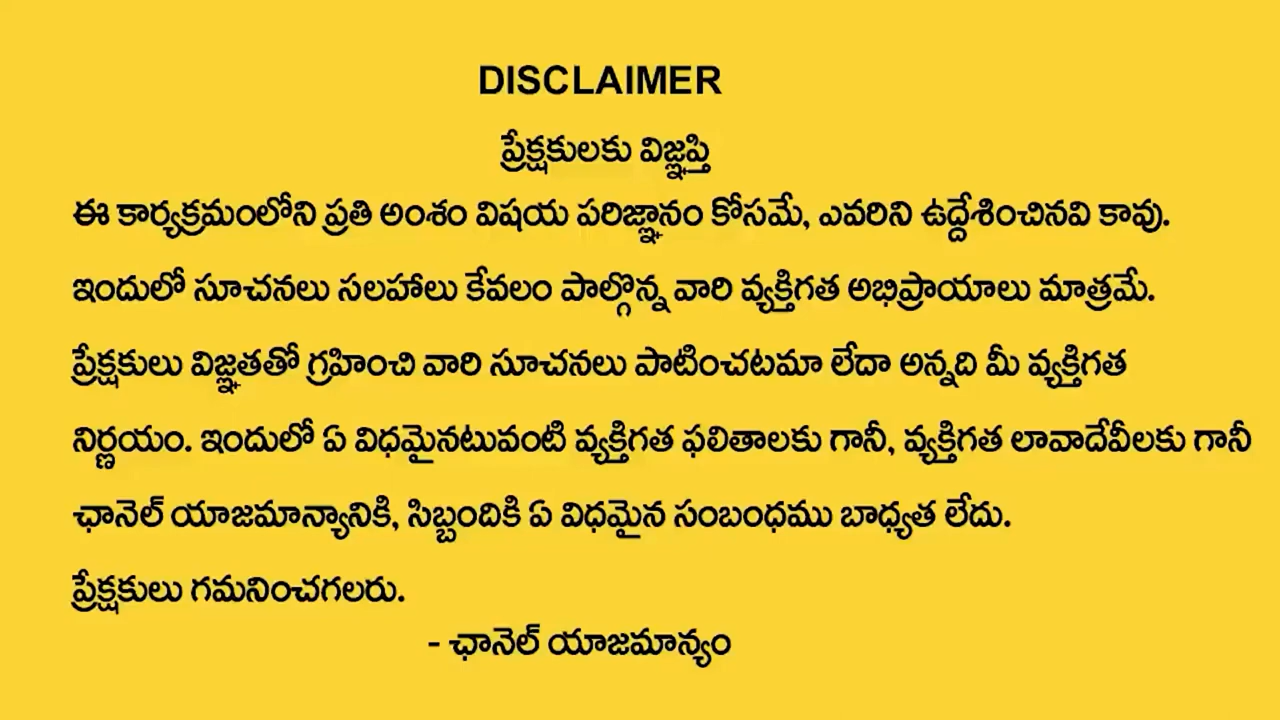 DISCLAIMER
ప్రేక్షకులకు విజ్ఞప్తి
ఈ కార్యక్రమంలోని ప్రతి అంశం విషయ పరిజ్ఞానం కోసమే, ఎవరిని ఉద్దేశించినవి కావు.
ఇందులో సూచనలు సలహాలు కేవలం పాల్గొన్న వారి వ్యక్తిగత అభిప్రాయాలు మాత్రమే.
ప్రేక్షకులు విజ్ఞతతో గ్రహించి వారి సూచనలు పాటించటమా లేదా అన్నది మీ వ్యక్తిగత
నిర్ణయం. ఇందులో ఏ విధమైనటువంటి వ్యక్తిగత ఫలితాలకు గానీ, వ్యక్తిగత లావాదేవీలకు గానీ
ఛానెల్ యాజమాన్యానికి, సిబ్బందికి ఏ విధమైన సంబంధము బాధ్యత లేదు.
ప్రేక్షకులు గమనించగలరు.
- ఛానెల్ యాజమాన్యం